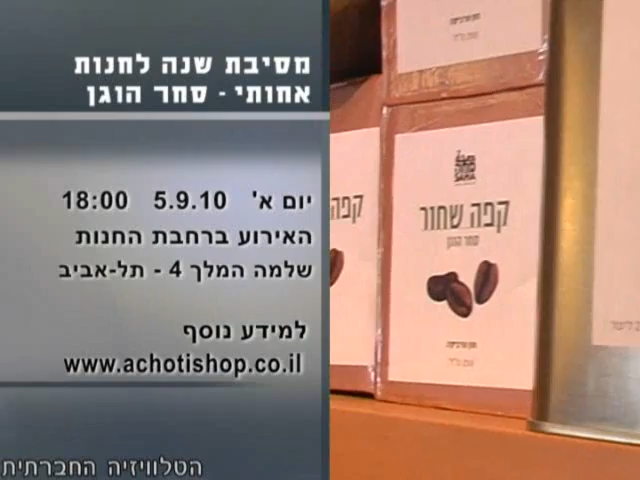 מסיבת שנה לחנות
אחותי - סחר הוגן
יום א' 5.9.10 18:00
האירוע ברחבת החנות
שלמה המלך 4 - תל-אביב
למידע נוסף
www.achotishop.co.il
הטלוויזיה החברתית
קפה שחור
סחר הוגן
קפה